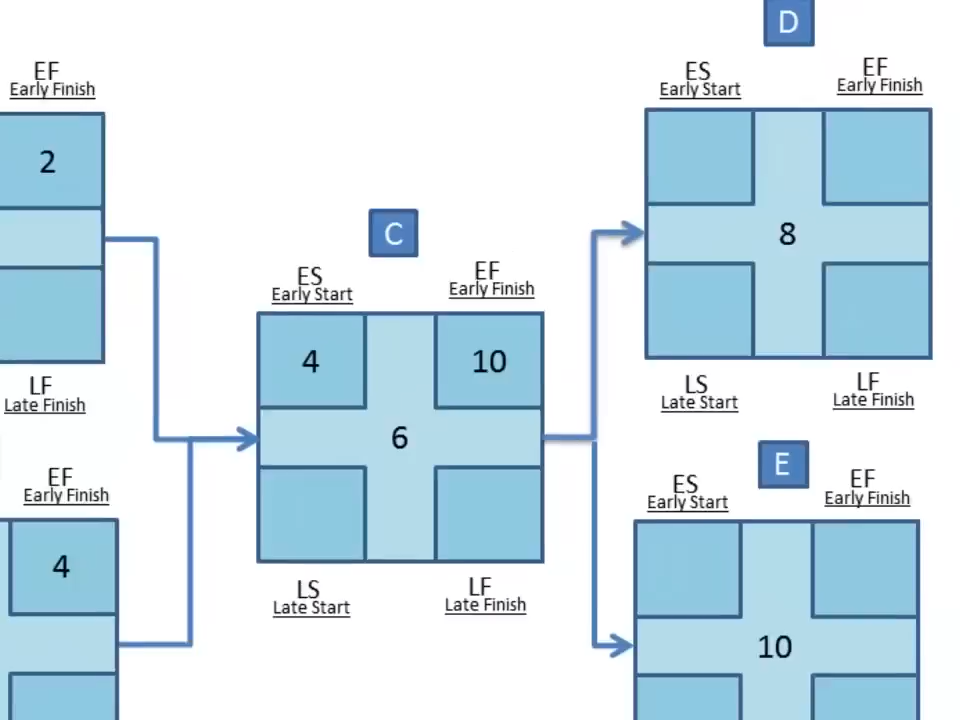 D
EF
Early Finish
ES
Early Start
EF
Early Finish
2
C
8
ES
Early Start
EF
Early Finish
4
10
LF
Late Finish
LS
Late Start
LF
Late Finish
6
E
EF
Early Finish
ES
Early Start
EF
Early Finish
4
LS
Late Start
LF
Late Finish
10